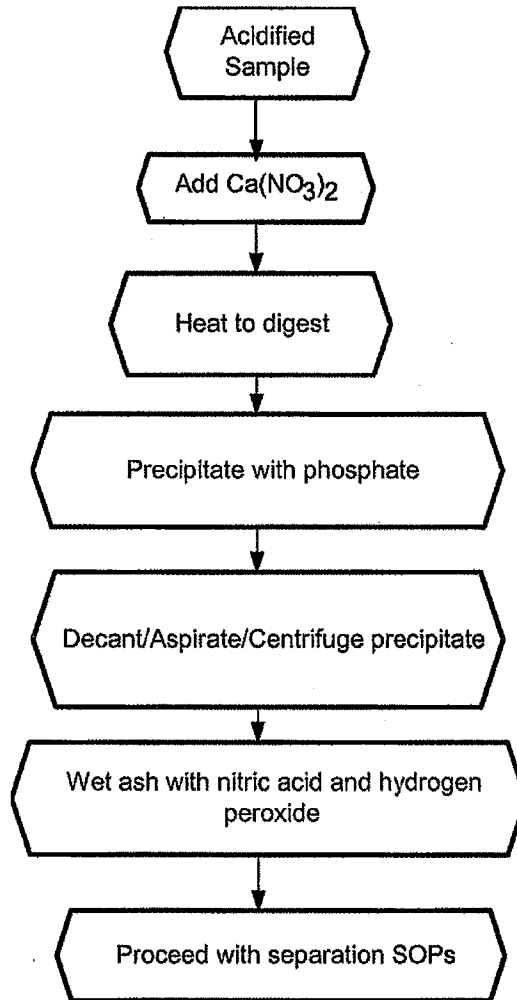 Acidified
Sample
Add Ca(NO3)2
Heat to digest
Precipitate with phosphate
Decant/Aspirate/Centrifuge precipitate
Wet ash with nitric acid and hydrogen
peroxide
Proceed with separation SOPs